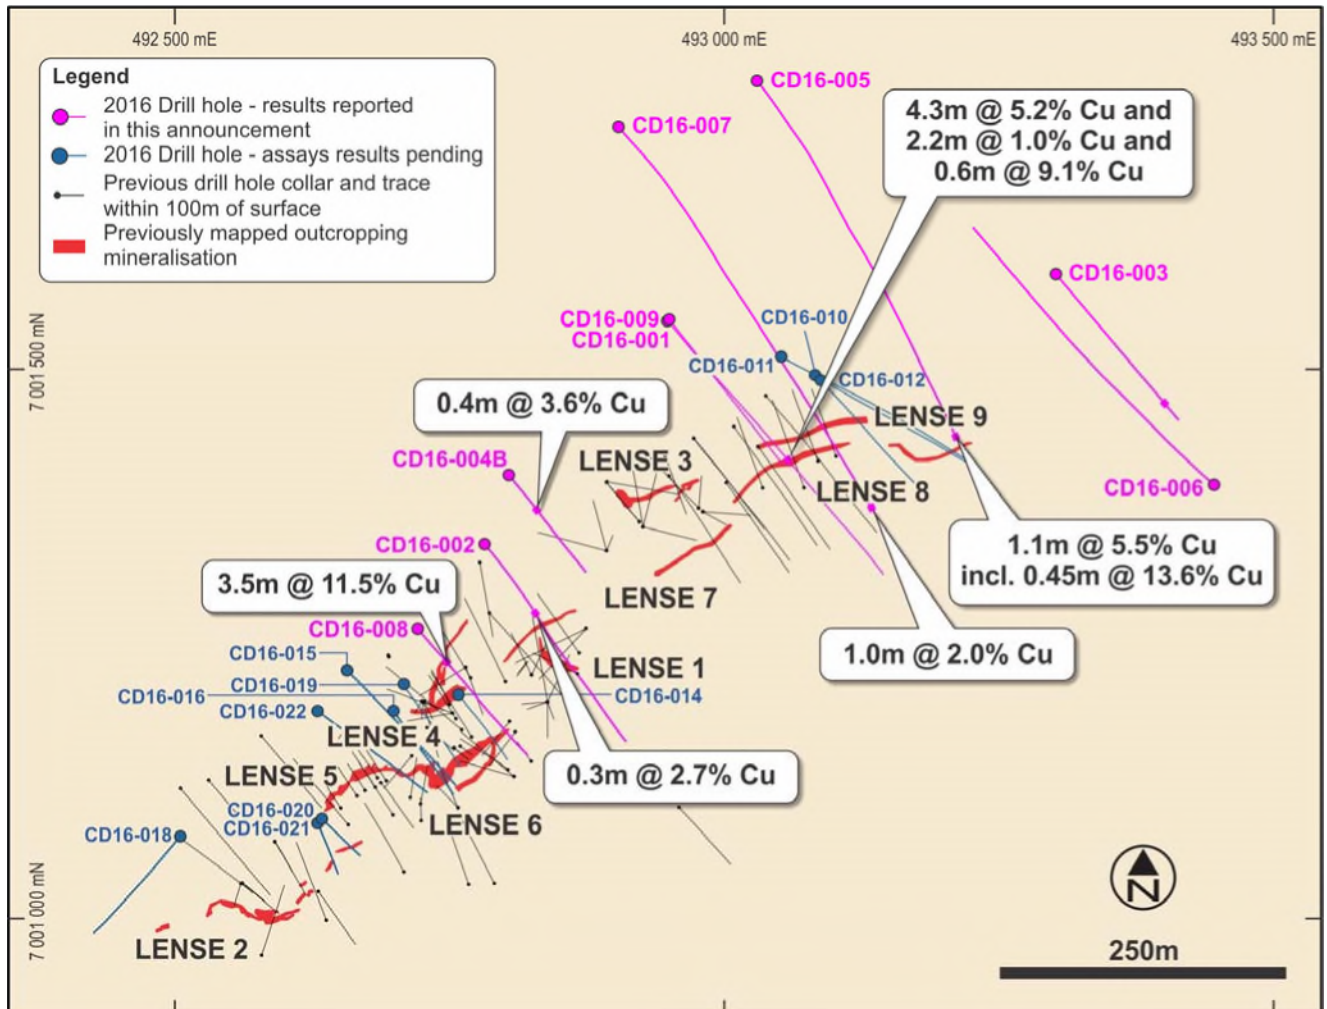 492 500 mE
493 000 mE
493 500 mE
Legend
2016 Drill hole - results reported
in this announcement
2016 Drill hole - assays results pending
Previous drill hole collar and trace
within 100m of surface
Previously mapped outcropping
mineralisation
CD16-005
CD16-007
4.3m @ 5.2% Cu and
2.2m @ 1.0% Cu and
0.6m @ 9.1% Cu
CD16-003
7 001 500 mN
CD16-009
CD16-001
CD16-010
CD16-011
CD16-012
0.4m @ 3.6% Cu
LENSE 9
CD16-004B
LENSE 3
LENSE 8
CD16-006
1.1m @ 5.5% Cu
incl. 0.45m @ 13.6% Cu
CD16-002
3.5m @ 11.5% Cu
LENSE 7
CD16-008
1.0m @ 2.0% Cu
CD16-015
LENSE 1
CD16-019
CD16-016
CD16-014
CD16-022
LENSE 4
LENSE 5
0.3m @ 2.7% Cu
CD16-020
CD16-021
LENSE 6
CD16-018
7 001 000 mN
N
LENSE 2
250m